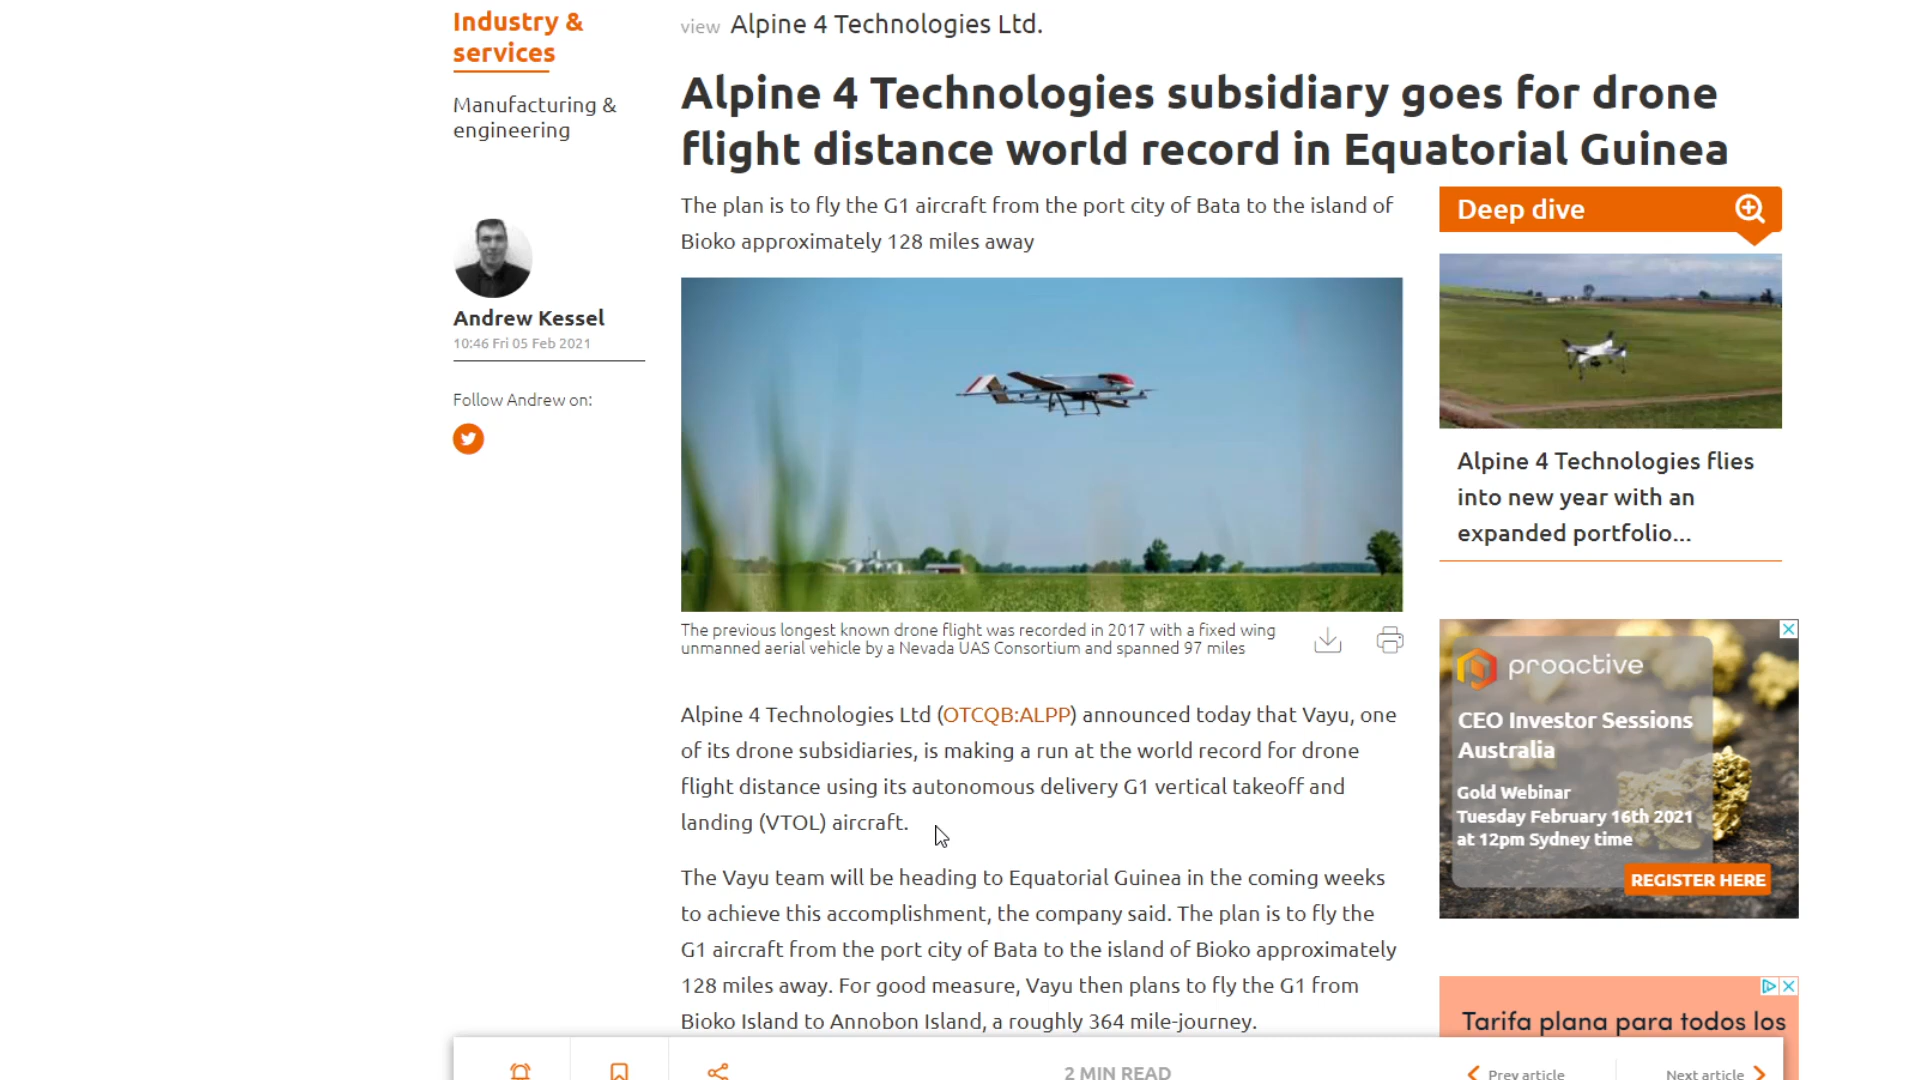 Industry &
services
Manufacturing &
engineering
Andrew Kessel
10:46 Fri 05 Feb 2021
Follow Andrew on:
view Alpine 4 Technologies Ltd.
Alpine 4 Technologies subsidiary goes for drone
flight distance world record in Equatorial Guinea
The plan is to fly the G1 aircraft from the port city of Bata to the island of
Bioko approximately 128 miles away
The previous longest known drone flight was recorded in 2017 with a fixed wing
unmanned aerial vehicle by a Nevada UAS Consortium and spanned 97 miles
Alpine 4 Technologies Ltd (OTCQB:ALPP) announced today that Vayu, one
of its drone subsidiaries, is making a run at the world record for drone
flight distance using its autonomous delivery G1 vertical takeoff and
landing (VTOL) aircraft.
The Vayu team will be heading to Equatorial Guinea in the coming weeks
to achieve this accomplishment, the company said. The plan is to fly the
G1 aircraft from the port city of Bata to the island of Bioko approximately
128 miles away. For good measure, Vayu then plans to fly the G1 from
Bioko Island to Annobon Island, a roughly 364 mile-journey.
Deep dive
Alpine 4 Technologies flies
into new year with an
expanded portfolio...
proactive
CEO Investor Sessions
Australia
Gold Webinar
Tuesday February 16th 2021
at 12pm Sydney time
REGISTER HERE
Tarifa plana para todos los
2 MIN READ
Prev article
Next article